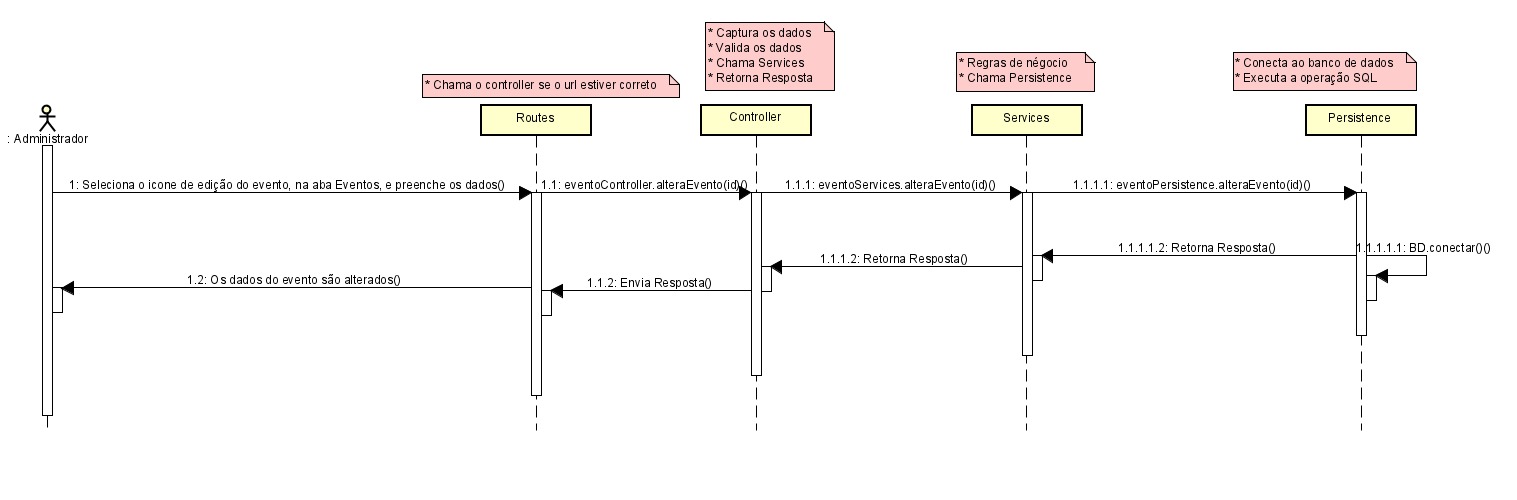 * Captura os dados
* Valida os dados
* Chama Services
* Retorna Resposta
* Regras de négocio
* Chama Persistence
* Conecta ao banco de dados
* Executa a operação SQL
* Chama o controller se o url estiver correto
: Administrador
Routes
Controller
Services
Persistence
1: Seleciona o icone de edição do evento, na aba Eventos, e preenche os dados()
1.1: eventoController.alteraEvento(id)()
1.1.1: eventoServices.alteraEvento(id)()
1.1.1.1: eventoPersistence.alteraEvento(id)()
1.1.1.1.1: BD.conectar()()
1.1.1.1.2: Retorna Resposta()
1.1.1.2: Retorna Resposta()
1.1.2: Envia Resposta()
1.2: Os dados do evento são alterados()